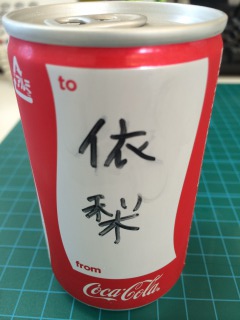 to
依
梨
from
Coca-Cola